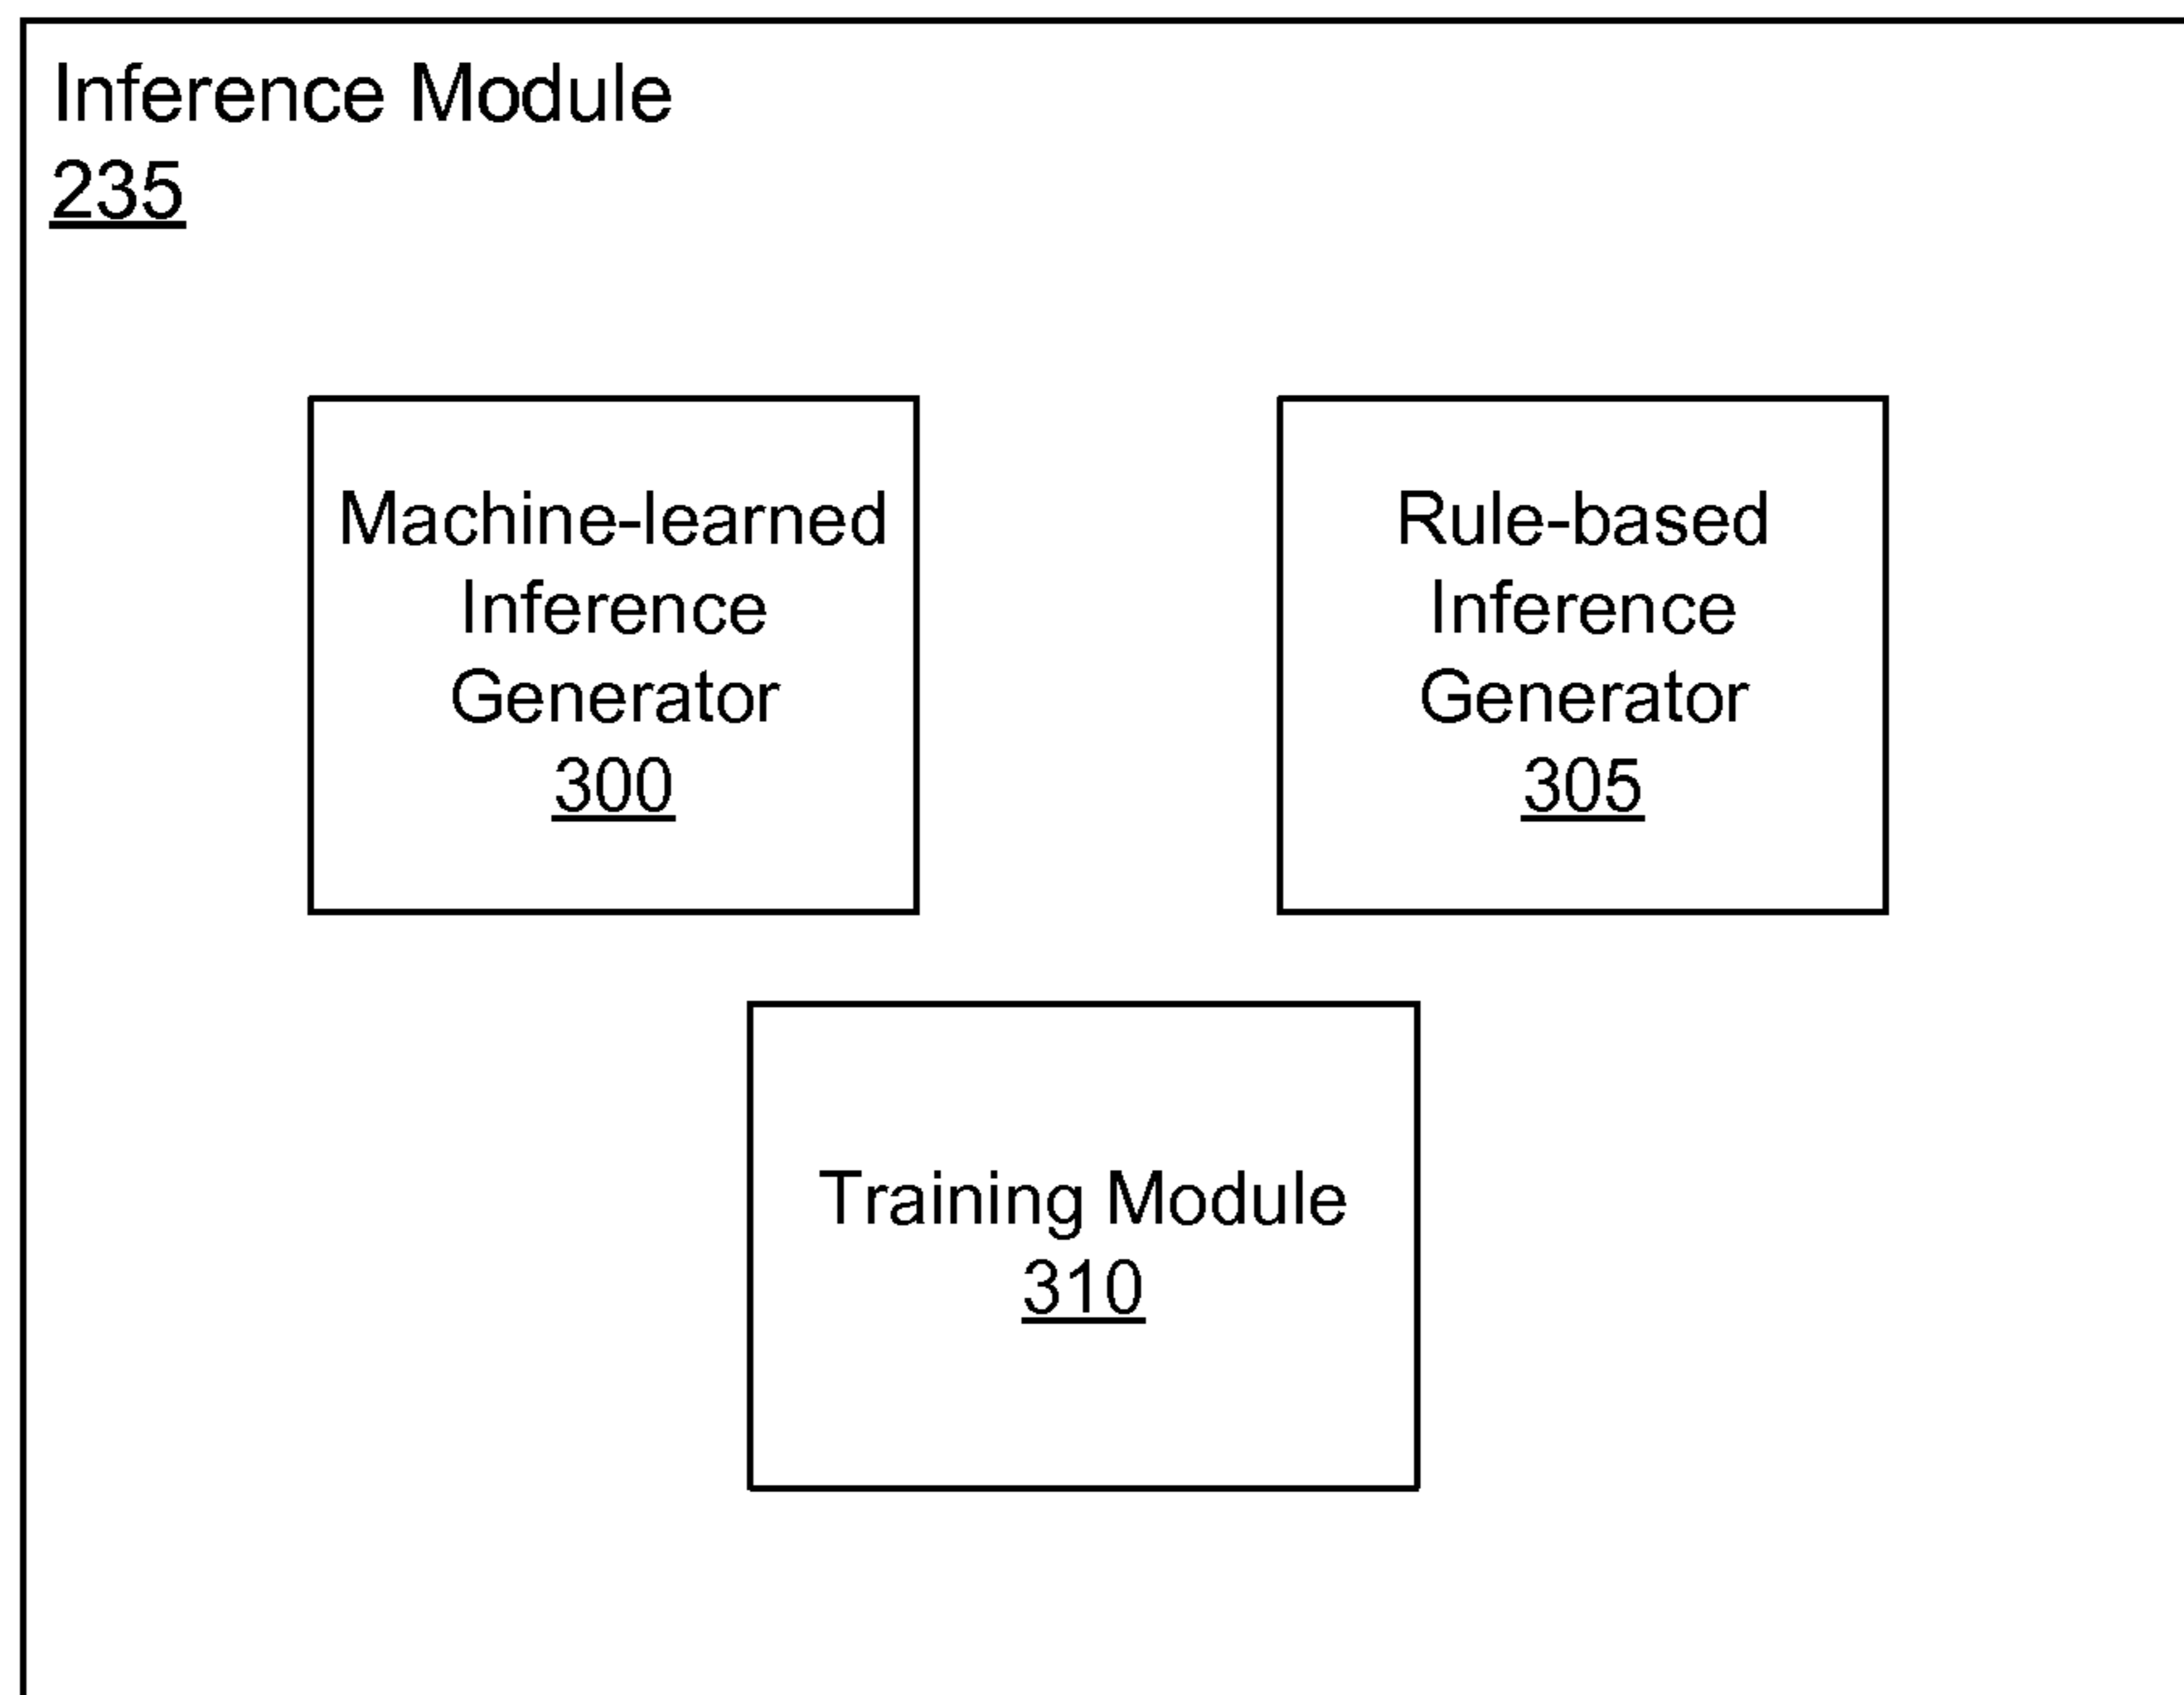 Inference Module
235
Machine-learned
Inference
Generator
300
Rule-based
Inference
Generator
305
Training Module
310